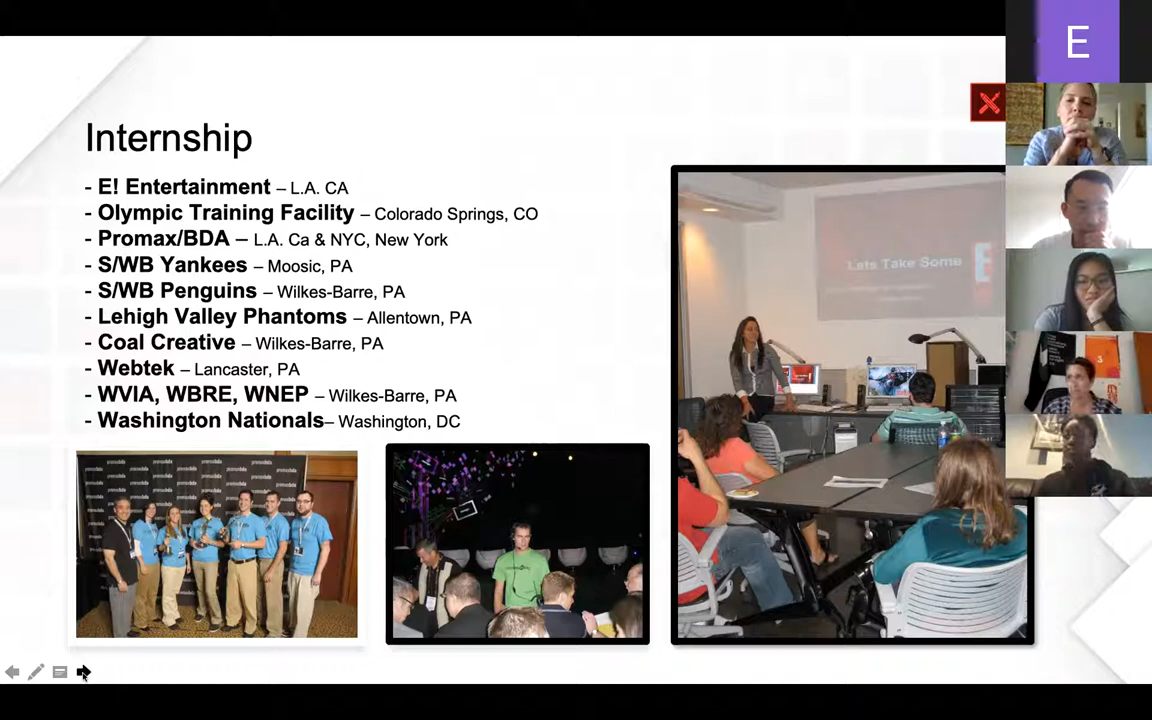 Internship
- E! Entertainment – L.A. CA
- Olympic Training Facility – Colorado Springs, CO
- Promax/BDA – L.A. Ca & NYC, New York
- S/WB Yankees – Moosic, PA
- S/WB Penguins – Wilkes-Barre, PA
- Lehigh Valley Phantoms – Allentown, PA
- Coal Creative – Wilkes-Barre, PA
- Webtek – Lancaster, PA
- WVIA, WBRE, WNEP – Wilkes-Barre, PA
- Washington Nationals– Washington, DC
Lets Take Some
E
E